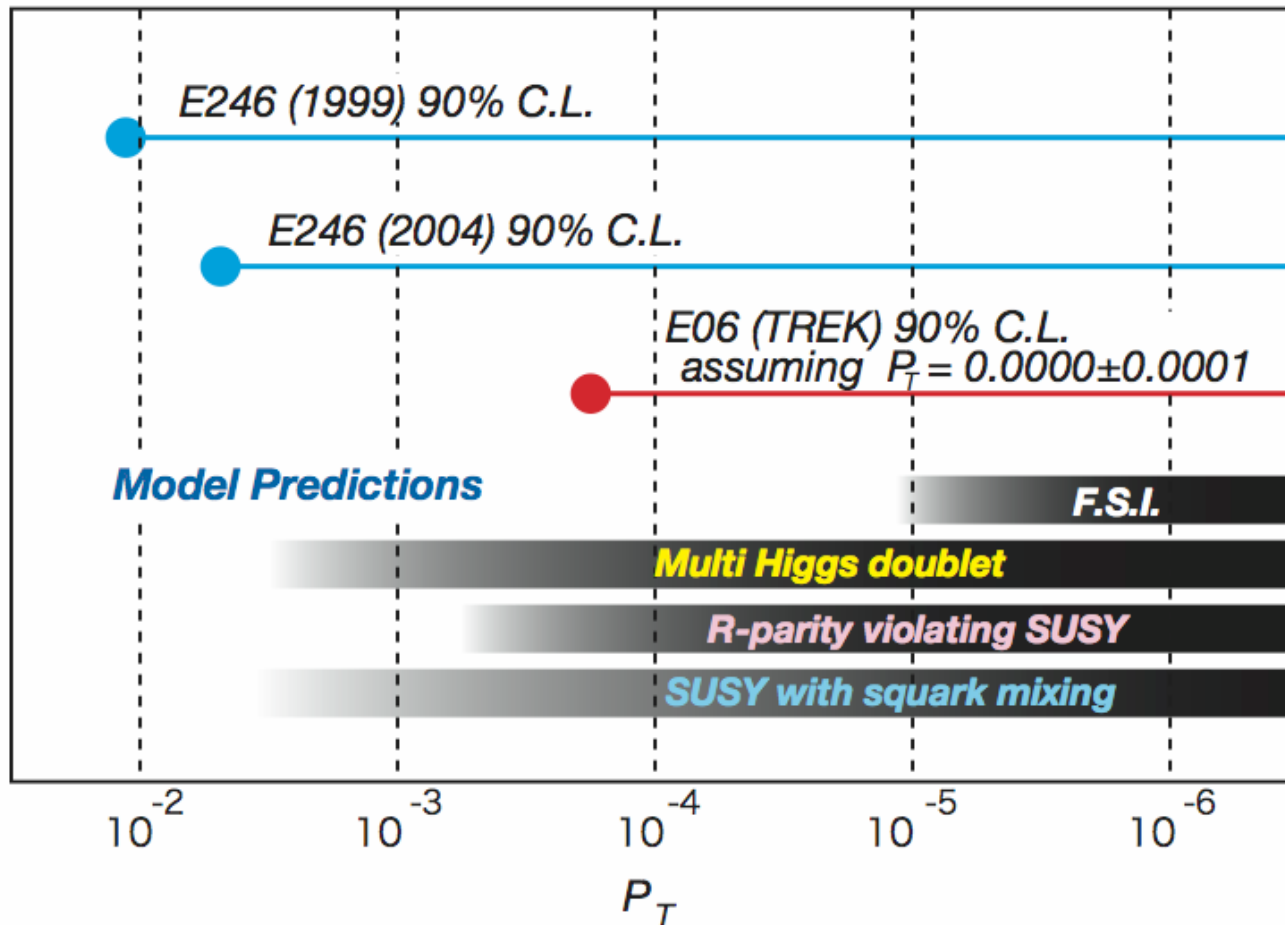 E246 (1999) 90% C.L.
E246 (2004) 90% C.L.
E06 (TREK) 90% C.L.
assuming P_T = 0.0000±0.0001
Model Predictions
F.S.I.
Multi Higgs doublet
R-parity violating SUSY
SUSY with squark mixing
10^-2 10^-3 10^-4 10^-5 10^-6
P_T